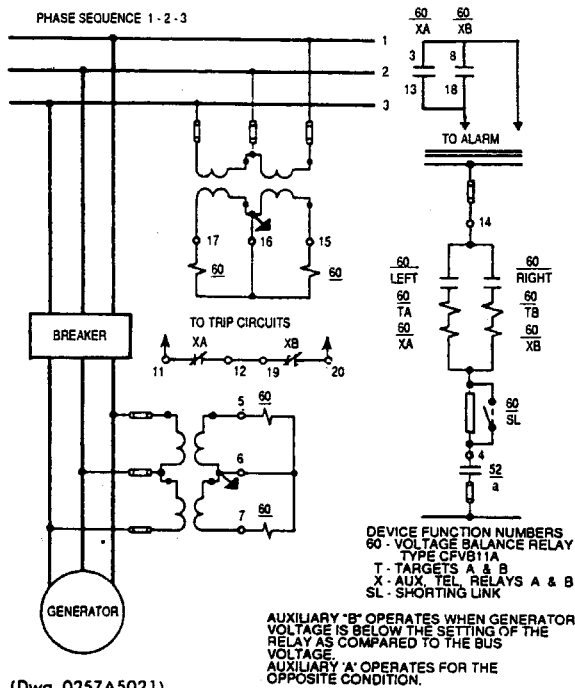 PHASE SEQUENCE 1 - 2 - 3
60
XA
60
XB
1
2
3
3
8
13
18
TO ALARM
14
17
16
15
60
60
60
LEFT
60
RIGHT
60
TA
60
TB
60
XA
60
XB
TO TRIP CIRCUITS
XA
XB
11
12
19
20
BREAKER
5
60
6
7
60
60
SL
4
52
a
GENERATOR
DEVICE FUNCTION NUMBERS
60 - VOLTAGE BALANCE RELAY
TYPE CFVB11A
T - TARGETS A & B
X - AUX, TEL, RELAYS A & B
SL - SHORTING LINK
AUXILIARY "B" OPERATES WHEN GENERATOR
VOLTAGE IS BELOW THE SETTING OF THE
RELAY AS COMPARED TO THE BUS
VOLTAGE.
AUXILIARY 'A' OPERATES FOR THE
OPPOSITE CONDITION.
(Dwg. 0257A5021)